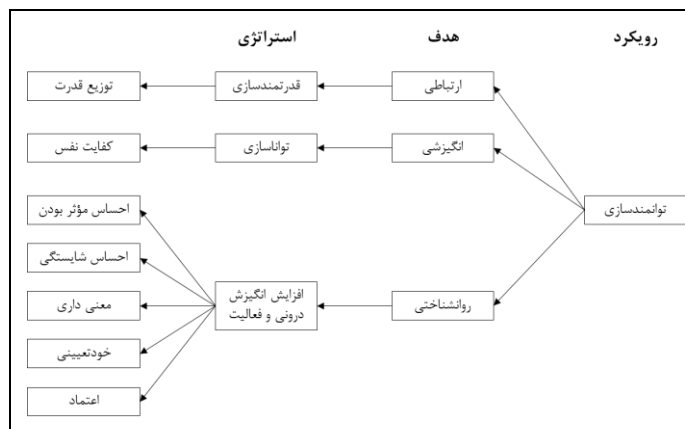 رویکرد هدف استراتژی
ارتباطی قدرتمندسازی توزیع قدرت
انگیزشی تواناسازی کفایت نفس
احساس مؤثر بودن
توانمندسازی
احساس شایستگی
روانشناختی
افزایش انگیزش
درونی و فعالیت
معنی داری
خودتعیینی
اعتماد